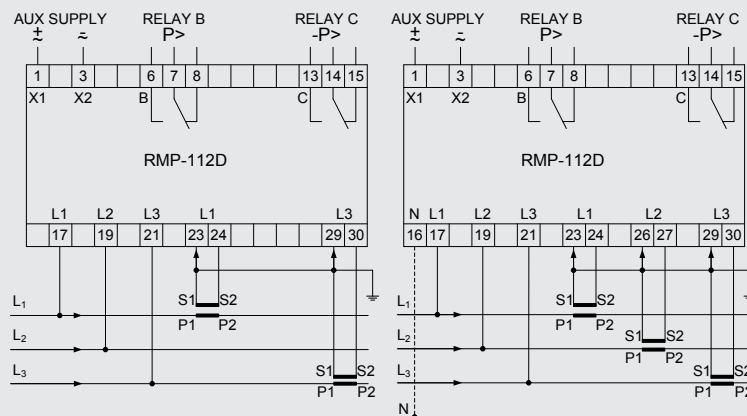 AUX SUPPLY RELAY B RELAY C
± ~ ~ P> -P>
1 3 6 7 8 13 14 15
X1 X2 B C
RMP-112D
L1 L2 L3 L1 L3
17 19 21 23 24 29 30
S1 S2
L₁
P1 P2
L₂
S1 S2
L₃
P1 P2
AUX SUPPLY RELAY B RELAY C
± ~ ~ P> -P>
1 3 6 7 8 13 14 15
X1 X2 B C
RMP-112D
N L1 L2 L3 L1 L2 L3
16 17 19 21 23 24 26 27 29 30
S1 S2
L₁
P1 P2
S1 S2
L₂
P1 P2
S1 S2
L₃
P1 P2
N